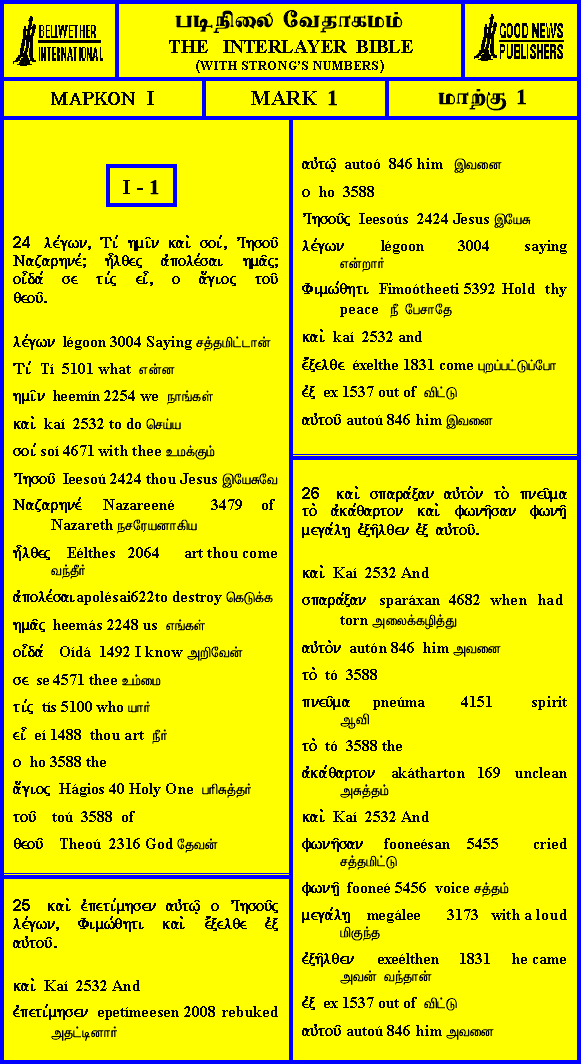 BELLWETHER
INTERNATIONAL
படிநிலை வேதாகமம்
THE INTERLAYER BIBLE
(WITH STRONG'S NUMBERS)
GOOD NEWS
PUBLISHERS
ΜΑΡΚΟΝ I
MARK 1
மாற்கு 1
I - 1
24 λέγων, Τί ημῖν καὶ σοί, Ἰησοῦ
Ναζαρηνέ; ἦλθες ἀπολέσαι ημᾶς;
οἶδά σε τίς εἶ, ο ἅγιος τοῦ
θεοῦ.
λέγων légoon 3004 Saying சத்தமிட்டான்
Τί Tí 5101 what என்ன
ημῖν heemín 2254 we நாங்கள்
καὶ kaí 2532 to do செய்ய
σοί soí 4671 with thee உமக்கும்
Ἰησοῦ Ieesoú 2424 thou Jesus இயேசுவே
Ναζαρηνέ Nazareené 3479 of
Nazareth நசரேயனாகிய
ἦλθες Eélthes 2064 art thou come
வந்தீர்
ἀπολέσαι apolésai622to destroy கெடுக்க
ημᾶς heemás 2248 us எங்கள்
οἶδά Oídá 1492 I know அறிவேன்
σε se 4571 thee உம்மை
τίς tís 5100 who யார்
εἶ eí 1488 thou art நீர்
ο ho 3588 the
ἅγιος Hágios 40 Holy One பரிசுத்தர்
τοῦ toú 3588 of
θεοῦ Theoú 2316 God தேவன்
25 καὶ ἐπετίμησεν αὐτῷ ο Ἰησοῦς
λέγων, Φιμώθητι καὶ ἔξελθε ἐξ
αὐτοῦ.
καὶ Kaí 2532 And
ἐπετίμησεν epetímeesen 2008 rebuked
அதட்டினார்
αὐτῷ autoó 846 him இவனை
ο ho 3588
Ἰησοῦς Ieesoús 2424 Jesus இயேசு
λέγων légoon 3004 saying
என்றார்
Φιμώθητι Fimoótheeti 5392 Hold thy
peace நீ பேசாதே
καὶ kaí 2532 and
ἔξελθε éxelthe 1831 come புறப்பட்டுப்போ
ἐξ ex 1537 out of விட்டு
αὐτοῦ autoú 846 him இவனை
26 καὶ σπαράξαν αὐτὸν τὸ πνεῦμα
τὸ ἀκάθαρτον καὶ φωνῆσαν φωνῇ
μεγάλῃ ἐξῆλθεν ἐξ αὐτοῦ.
καὶ Kaí 2532 And
σπαράξαν sparáxan 4682 when had
torn அலைக்கழித்து
αὐτὸν autón 846 him அவனை
τὸ tó 3588
πνεῦμα pneúma 4151 spirit
ஆவி
τὸ tó 3588 the
ἀκάθαρτον akátharton 169 unclean
அசுத்தம்
καὶ Kaí 2532 And
φωνῆσαν fooneésan 5455 cried
சத்தமிட்டு
φωνῇ fooneé 5456 voice சத்தம்
μεγάλῃ megálee 3173 with a loud
மிகுந்த
ἐξῆλθεν exeélthen 1831 he came
அவன் வந்தான்
ἐξ ex 1537 out of விட்டு
αὐτοῦ autoú 846 him அவனை